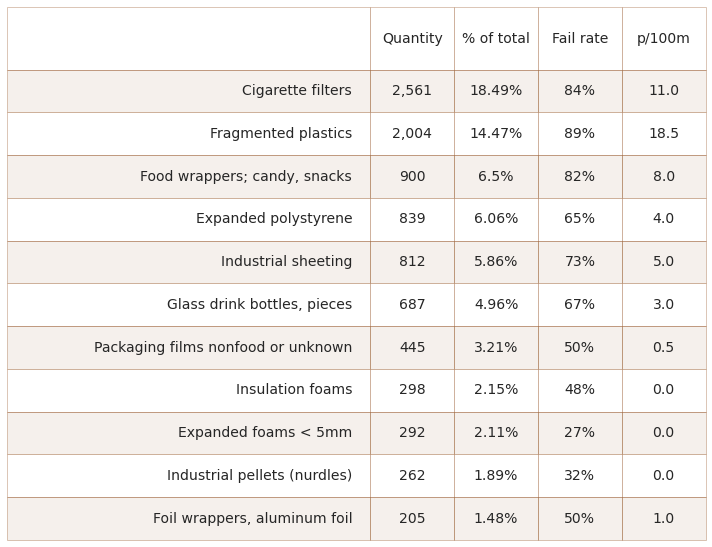 Quantity % of total Fail rate p/100m
Cigarette filters 2,561 18.49% 84% 11.0
Fragmented plastics 2,004 14.47% 89% 18.5
Food wrappers; candy, snacks 900 6.5% 82% 8.0
Expanded polystyrene 839 6.06% 65% 4.0
Industrial sheeting 812 5.86% 73% 5.0
Glass drink bottles, pieces 687 4.96% 67% 3.0
Packaging films nonfood or unknown 445 3.21% 50% 0.5
Insulation foams 298 2.15% 48% 0.0
Expanded foams < 5mm 292 2.11% 27% 0.0
Industrial pellets (nurdles) 262 1.89% 32% 0.0
Foil wrappers, aluminum foil 205 1.48% 50% 1.0